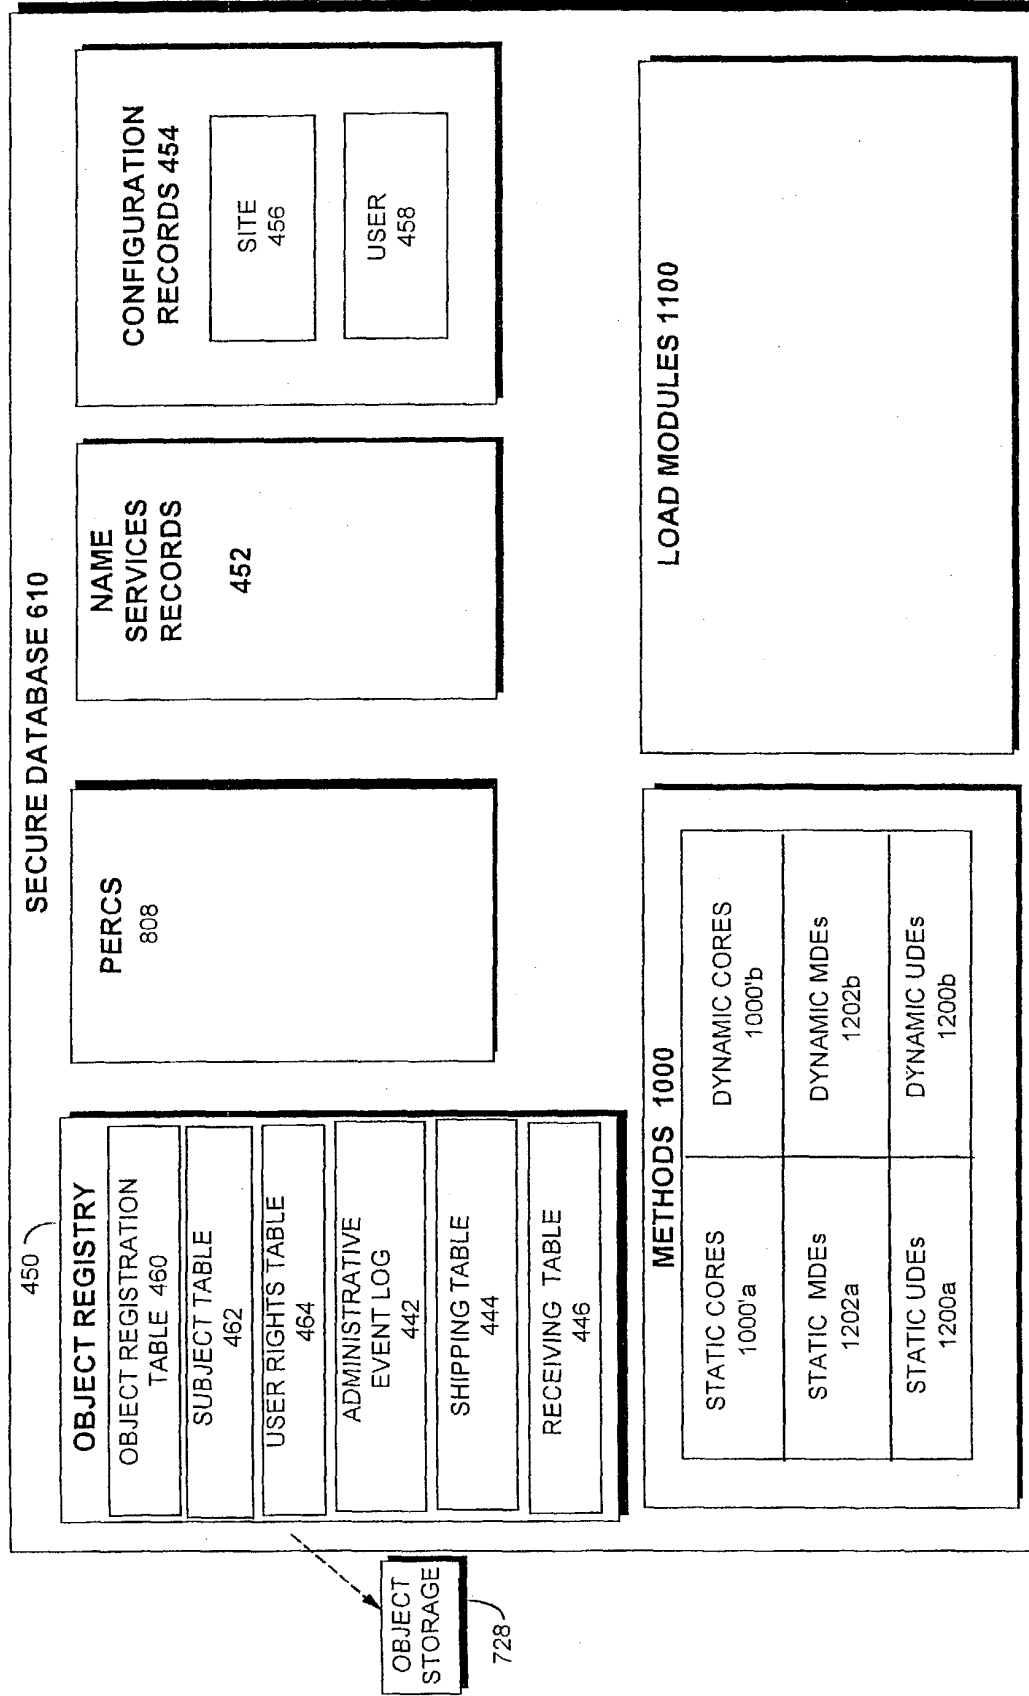 SECURE DATABASE 610
450
OBJECT REGISTRY
OBJECT REGISTRATION
TABLE 460
SUBJECT TABLE
462
USER RIGHTS TABLE
464
ADMINISTRATIVE
EVENT LOG
442
SHIPPING TABLE
444
RECEIVING TABLE
446
OBJECT
STORAGE
728
PERCS
808
NAME
SERVICES
RECORDS
452
CONFIGURATION
RECORDS 454
SITE
456
USER
458
METHODS 1000
STATIC CORES
1000'a
DYNAMIC CORES
1000'b
STATIC MDEs
1202a
DYNAMIC MDEs
1202b
STATIC UDEs
1200a
DYNAMIC UDEs
1200b
LOAD MODULES 1100